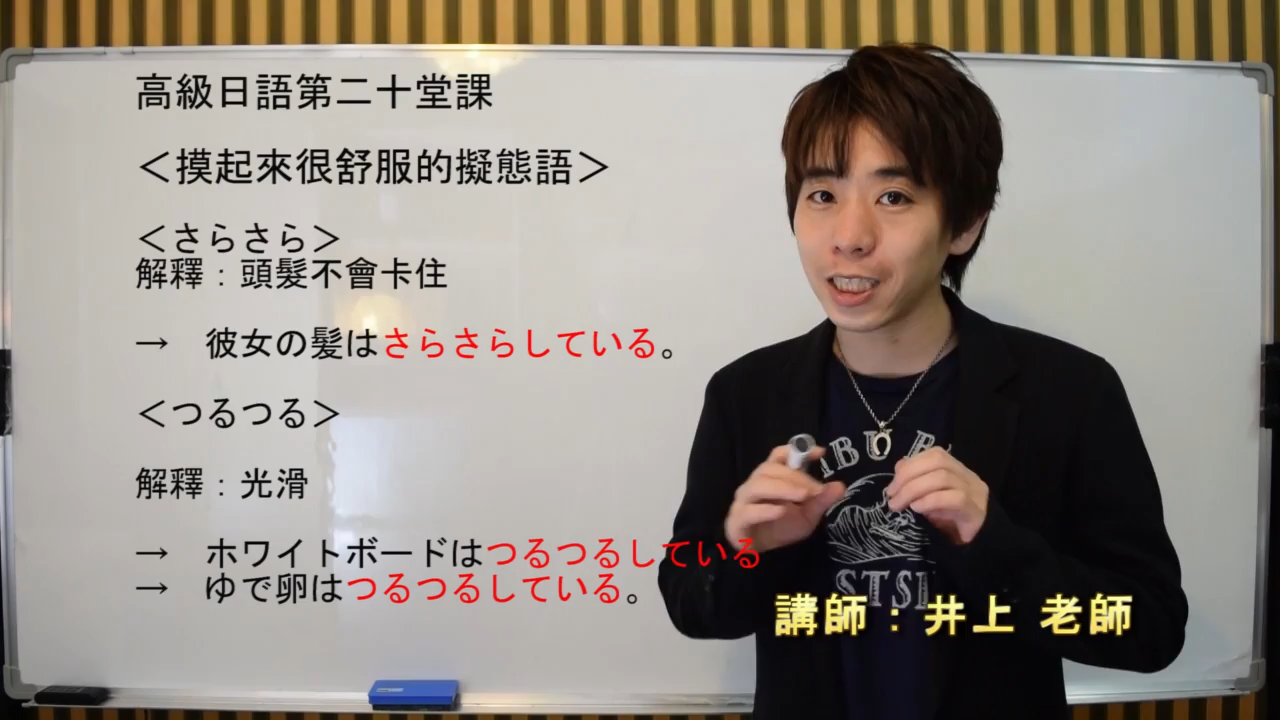 高級日語第二十堂課
＜摸起來很舒服的擬態語＞
＜さらさら＞
解釋：頭髮不會卡住
→　彼女の髪はさらさらしている。
＜つるつる＞
解釋：光滑
→　ホワイトボードはつるつるしている
→　ゆで卵はつるつるしている。
講師：井上 老師